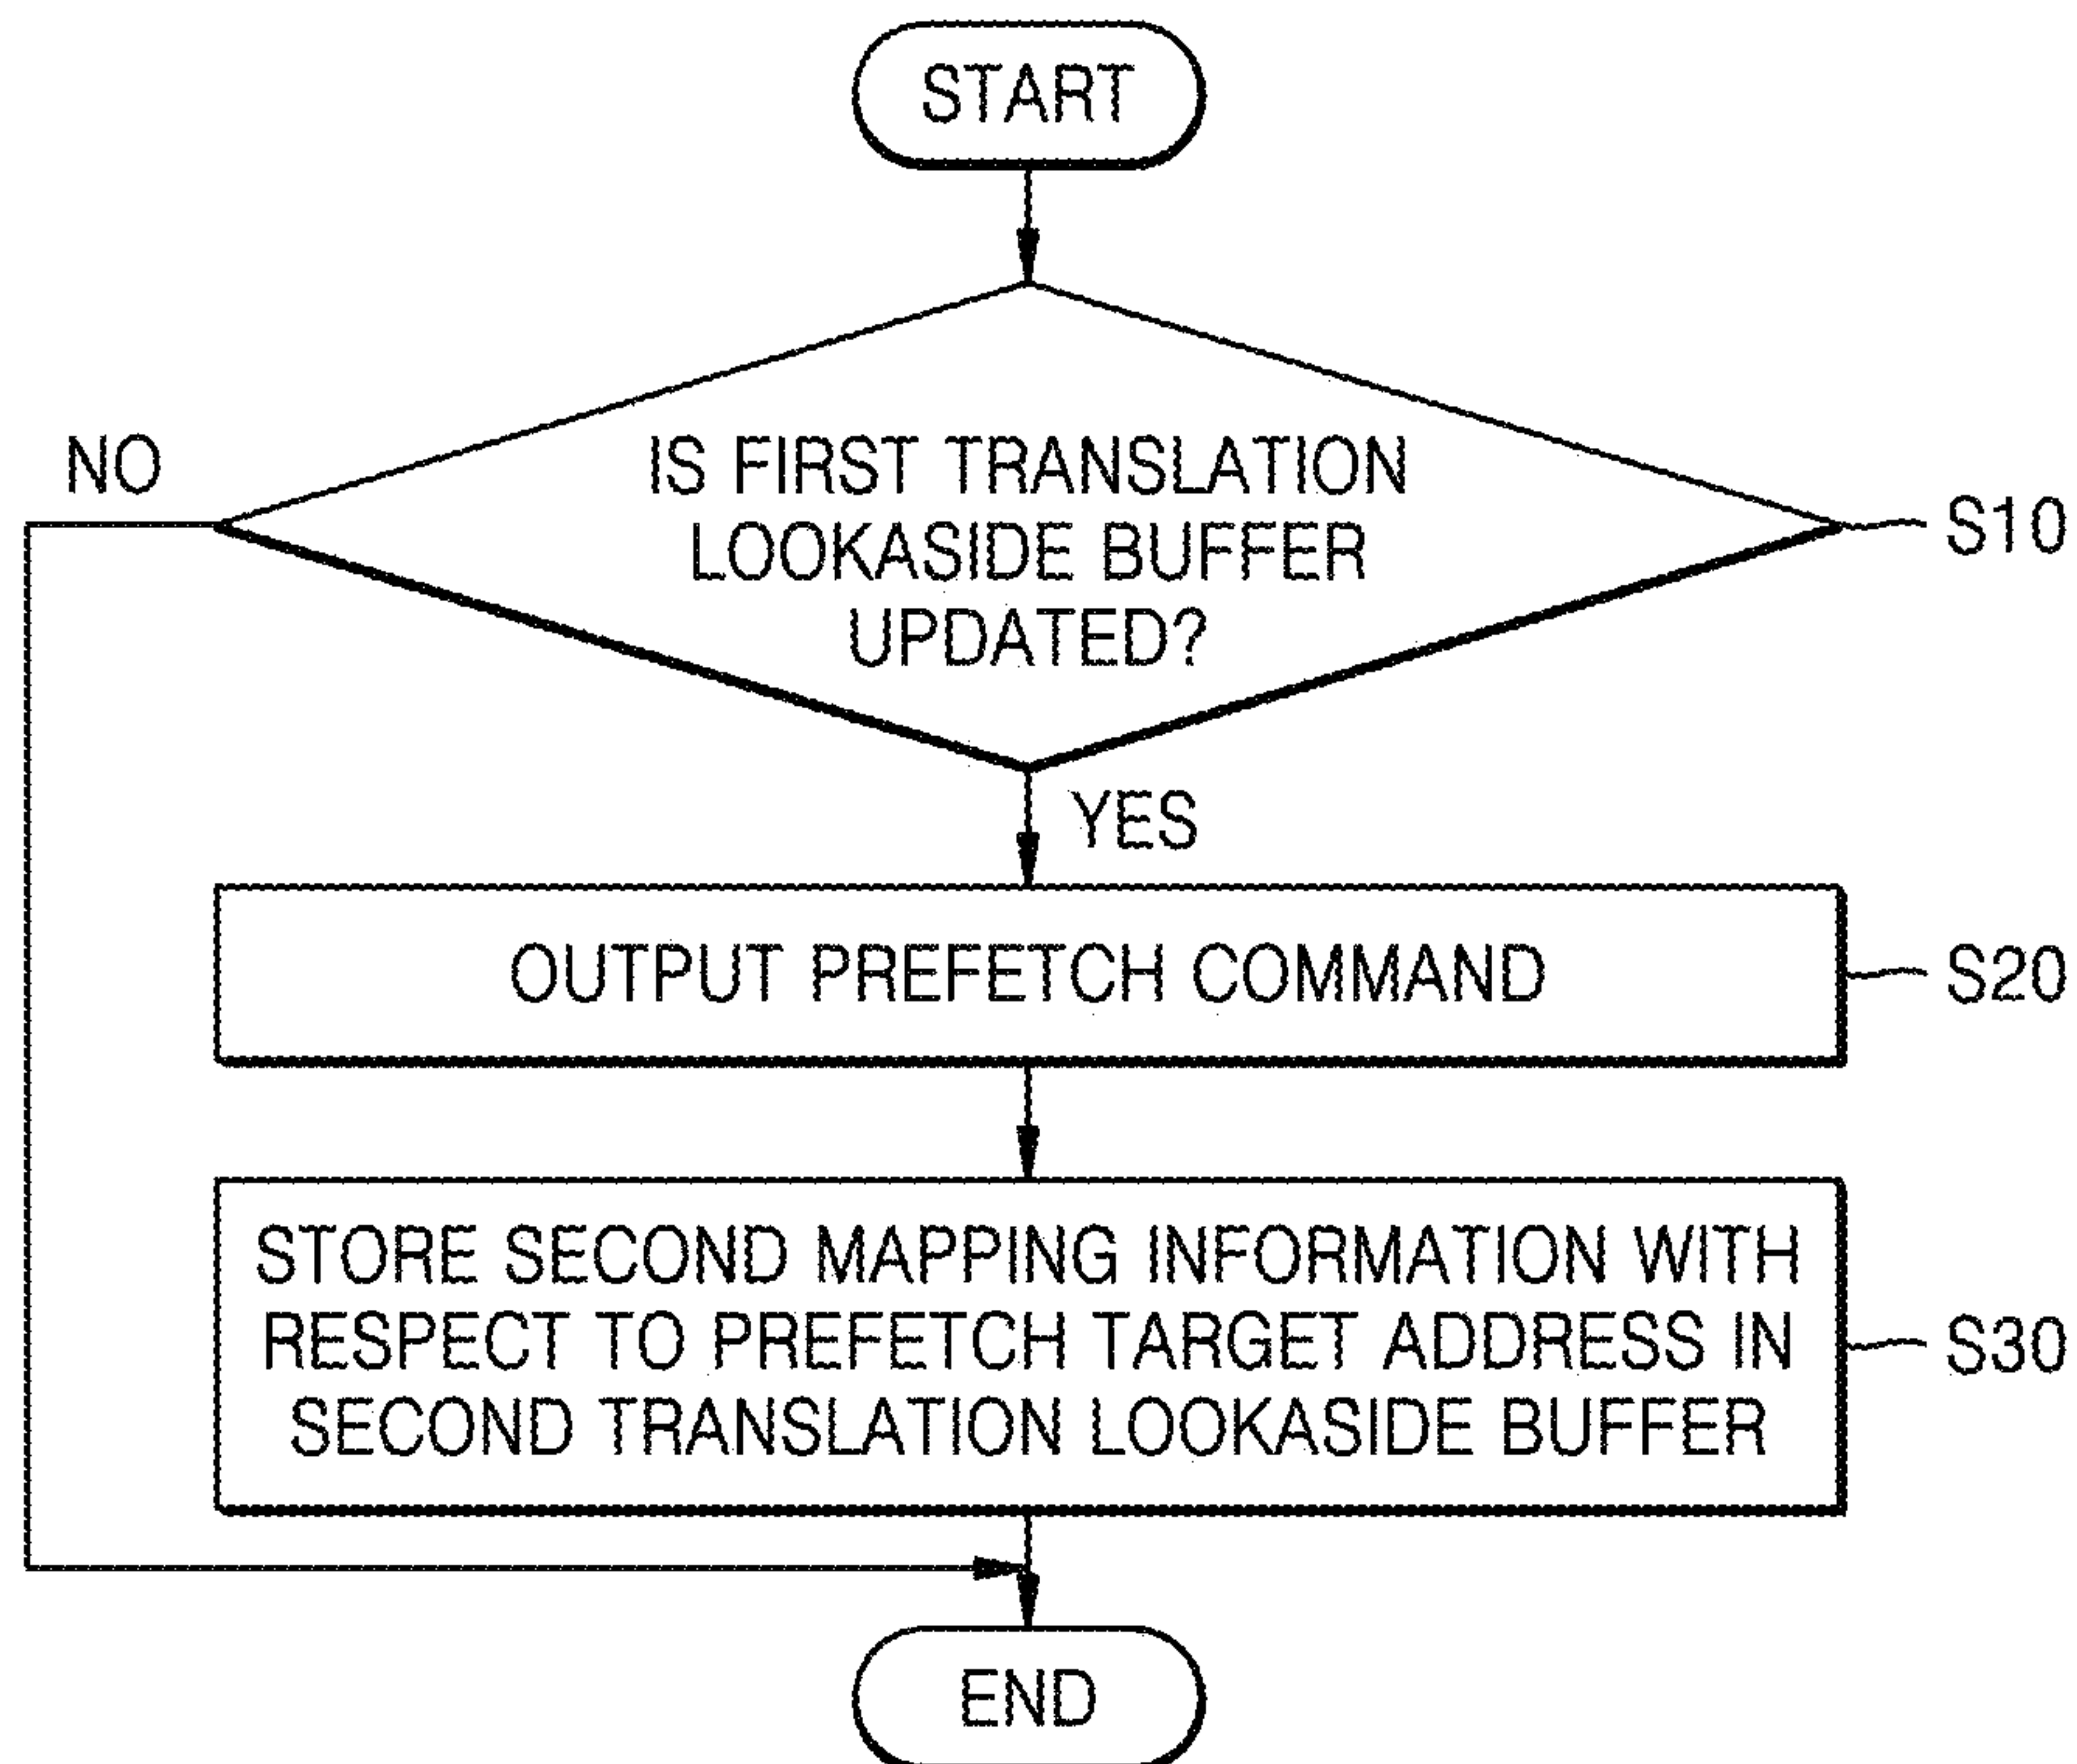 START
NO
IS FIRST TRANSLATION
LOOKASIDE BUFFER
UPDATED?
S10
YES
OUTPUT PREFETCH COMMAND
S20
STORE SECOND MAPPING INFORMATION WITH
RESPECT TO PREFETCH TARGET ADDRESS IN
SECOND TRANSLATION LOOKASIDE BUFFER
S30
END